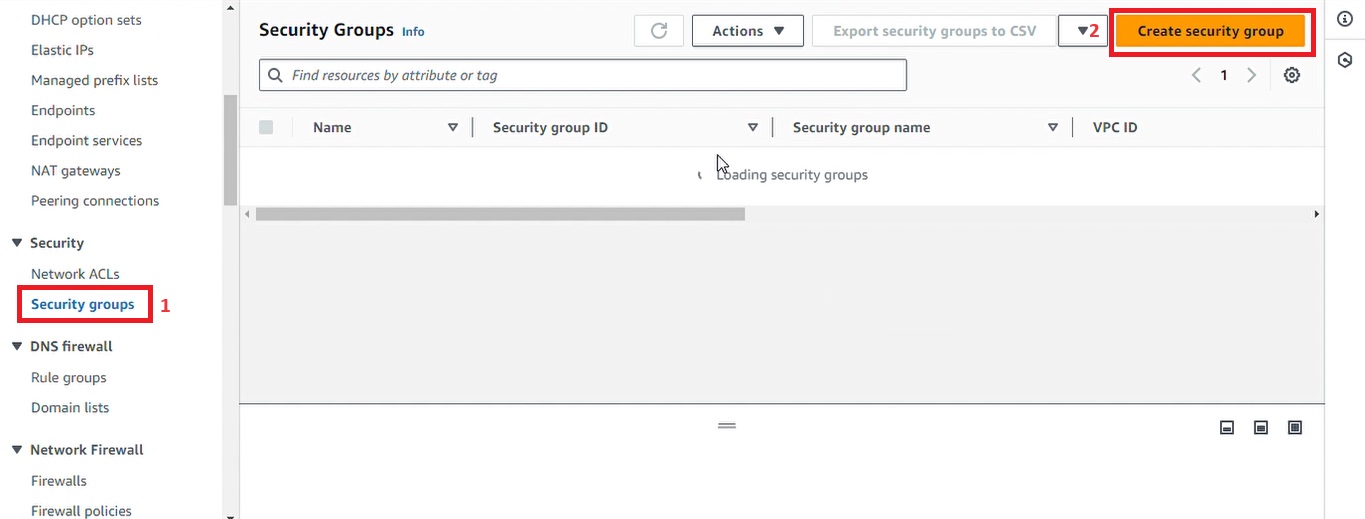 DHCP option sets
Elastic IPs
Managed prefix lists
Endpoints
Endpoint services
NAT gateways
Peering connections
Security
Network ACLs
Security groups 1
DNS firewall
Rule groups
Domain lists
Network Firewall
Firewalls
Firewall policies
Security Groups Info
Actions
Export security groups to CSV
2
Create security group
Find resources by attribute or tag
1
Name Security group ID Security group name VPC ID
Loading security groups